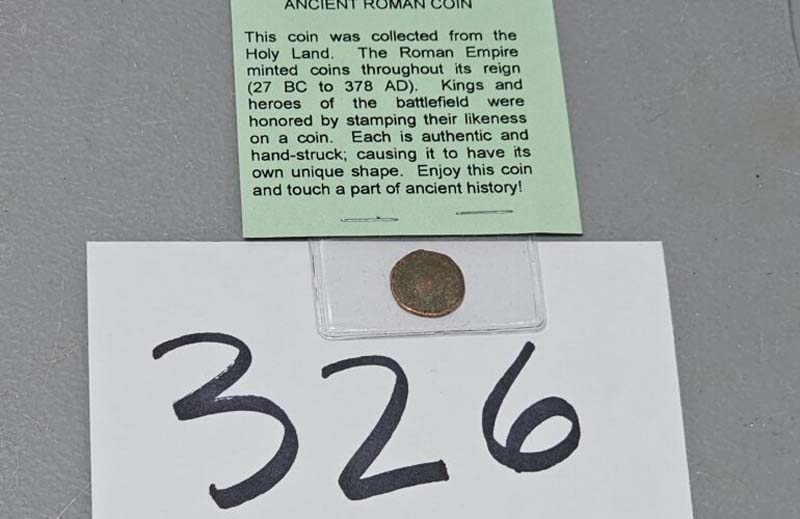 ANCIENT ROMAN COIN
This coin was collected from the
Holy Land. The Roman Empire
minted coins throughout its reign
(27 BC to 378 AD). Kings and
heroes of the battlefield were
honored by stamping their likeness
on a coin. Each is authentic and
hand-struck; causing it to have its
own unique shape. Enjoy this coin
and touch a part of ancient history!
326